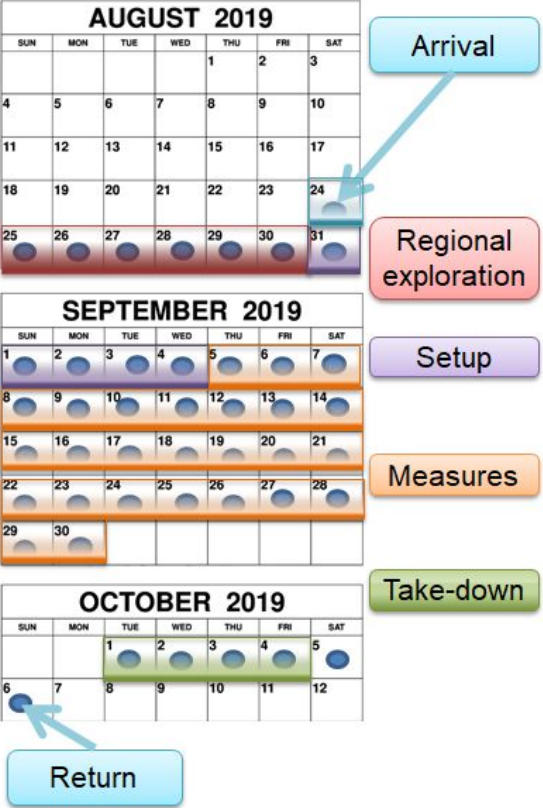 AUGUST 2019
SUN MON TUE WED THU FRI SAT
1 2 3
4 5 6 7 8 9 10
11 12 13 14 15 16 17
18 19 20 21 22 23 24
25 26 27 28 29 30 31
Arrival
Regional
exploration
SEPTEMBER 2019
SUN MON TUE WED THU FRI SAT
1 2 3 4 5 6 7
8 9 10 11 12 13 14
15 16 17 18 19 20 21
22 23 24 25 26 27 28
29 30
Setup
Measures
Take-down
OCTOBER 2019
SUN MON TUE WED THU FRI SAT
1 2 3 4 5
6 7 8 9 10 11 12
Return